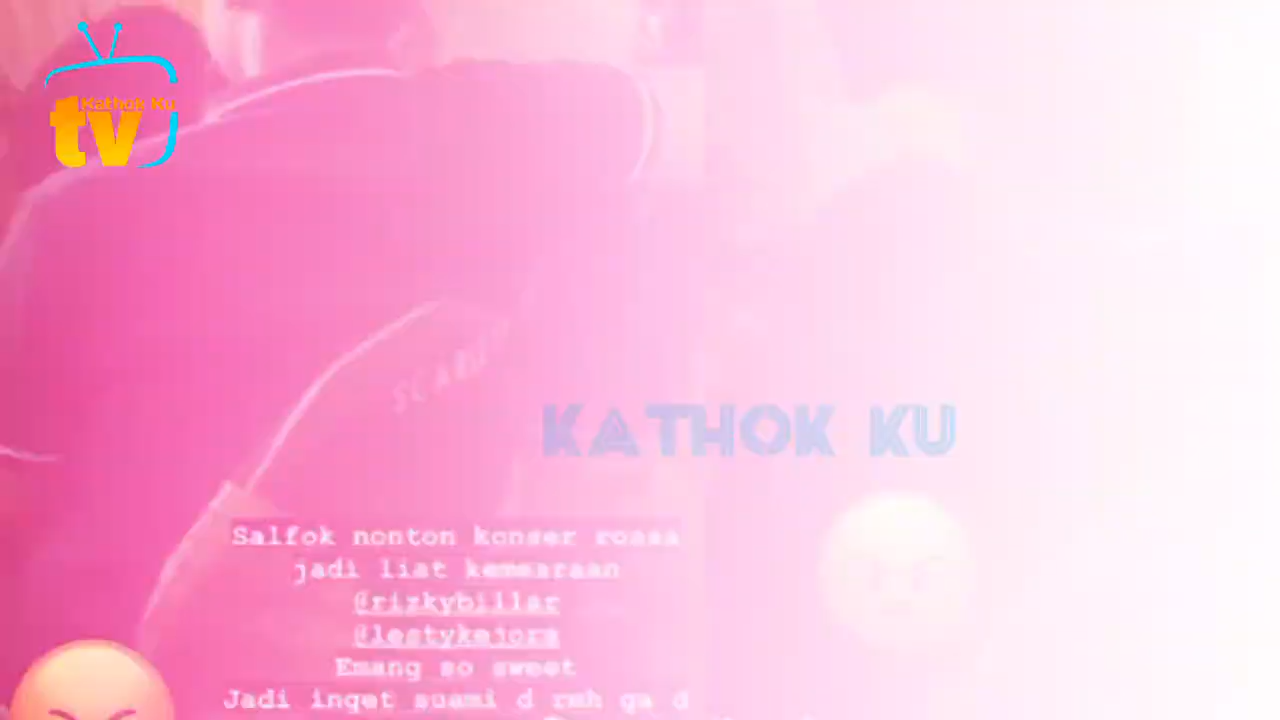 Kathok Ku
tv
SCARLET
KATHOK KU
Salfok nonton konser rossa
jadi liat kemesraan
@rizkybillar
@lestykejora
Emang so sweet
Jadi inget suami d rmh ga d